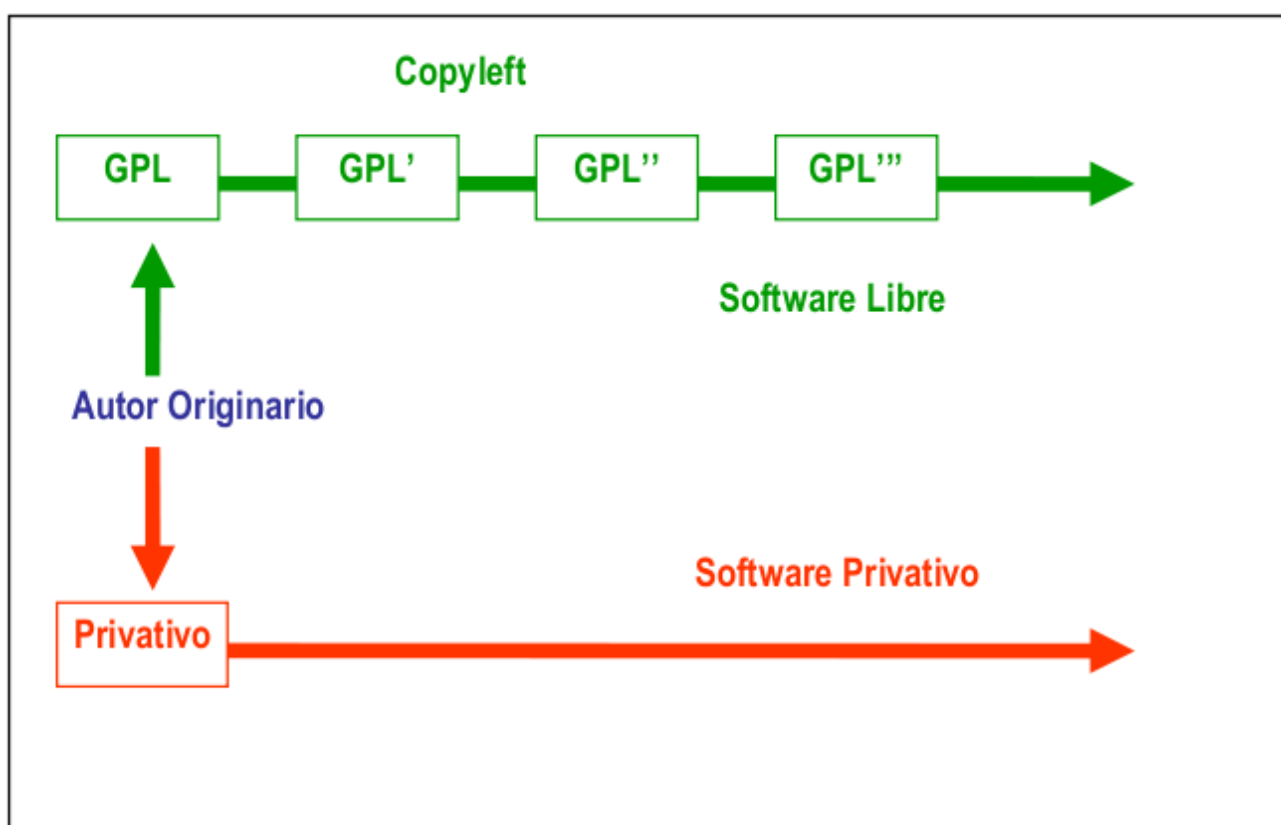 Copyleft
GPL GPL’ GPL’’ GPL’’’
Software Libre
Autor Originario
Software Privativo
Privativo